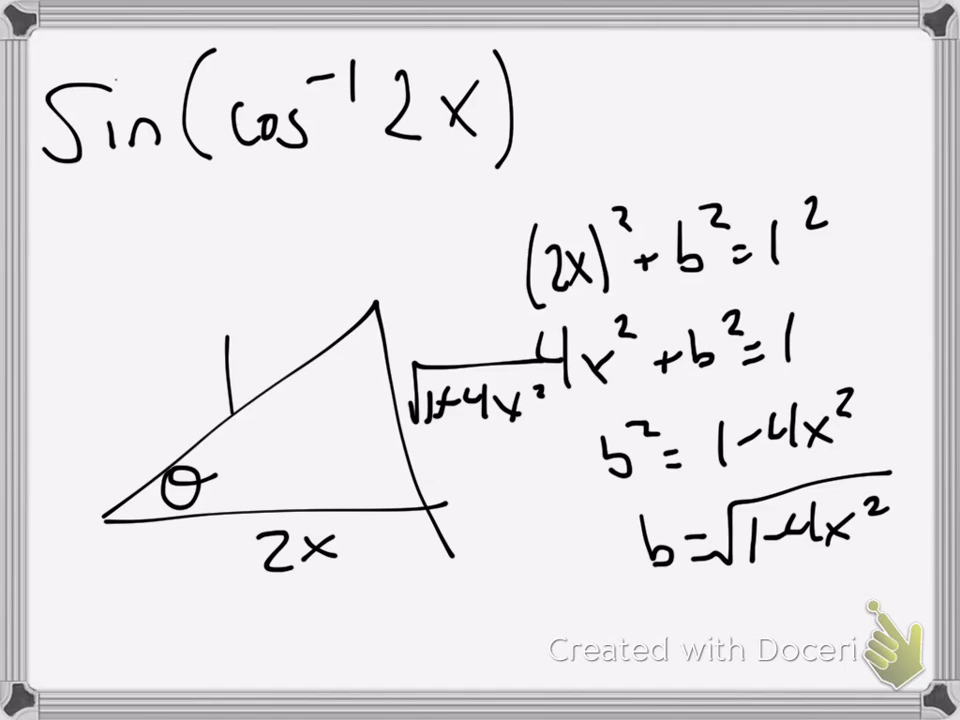 Sin(cos⁻¹ 2x)
(2x)² + b² = 1²
4x² + b² = 1
1
√1-4x²
b² = 1-4x²
θ
b = √1-4x²
2x
Created with Doceri